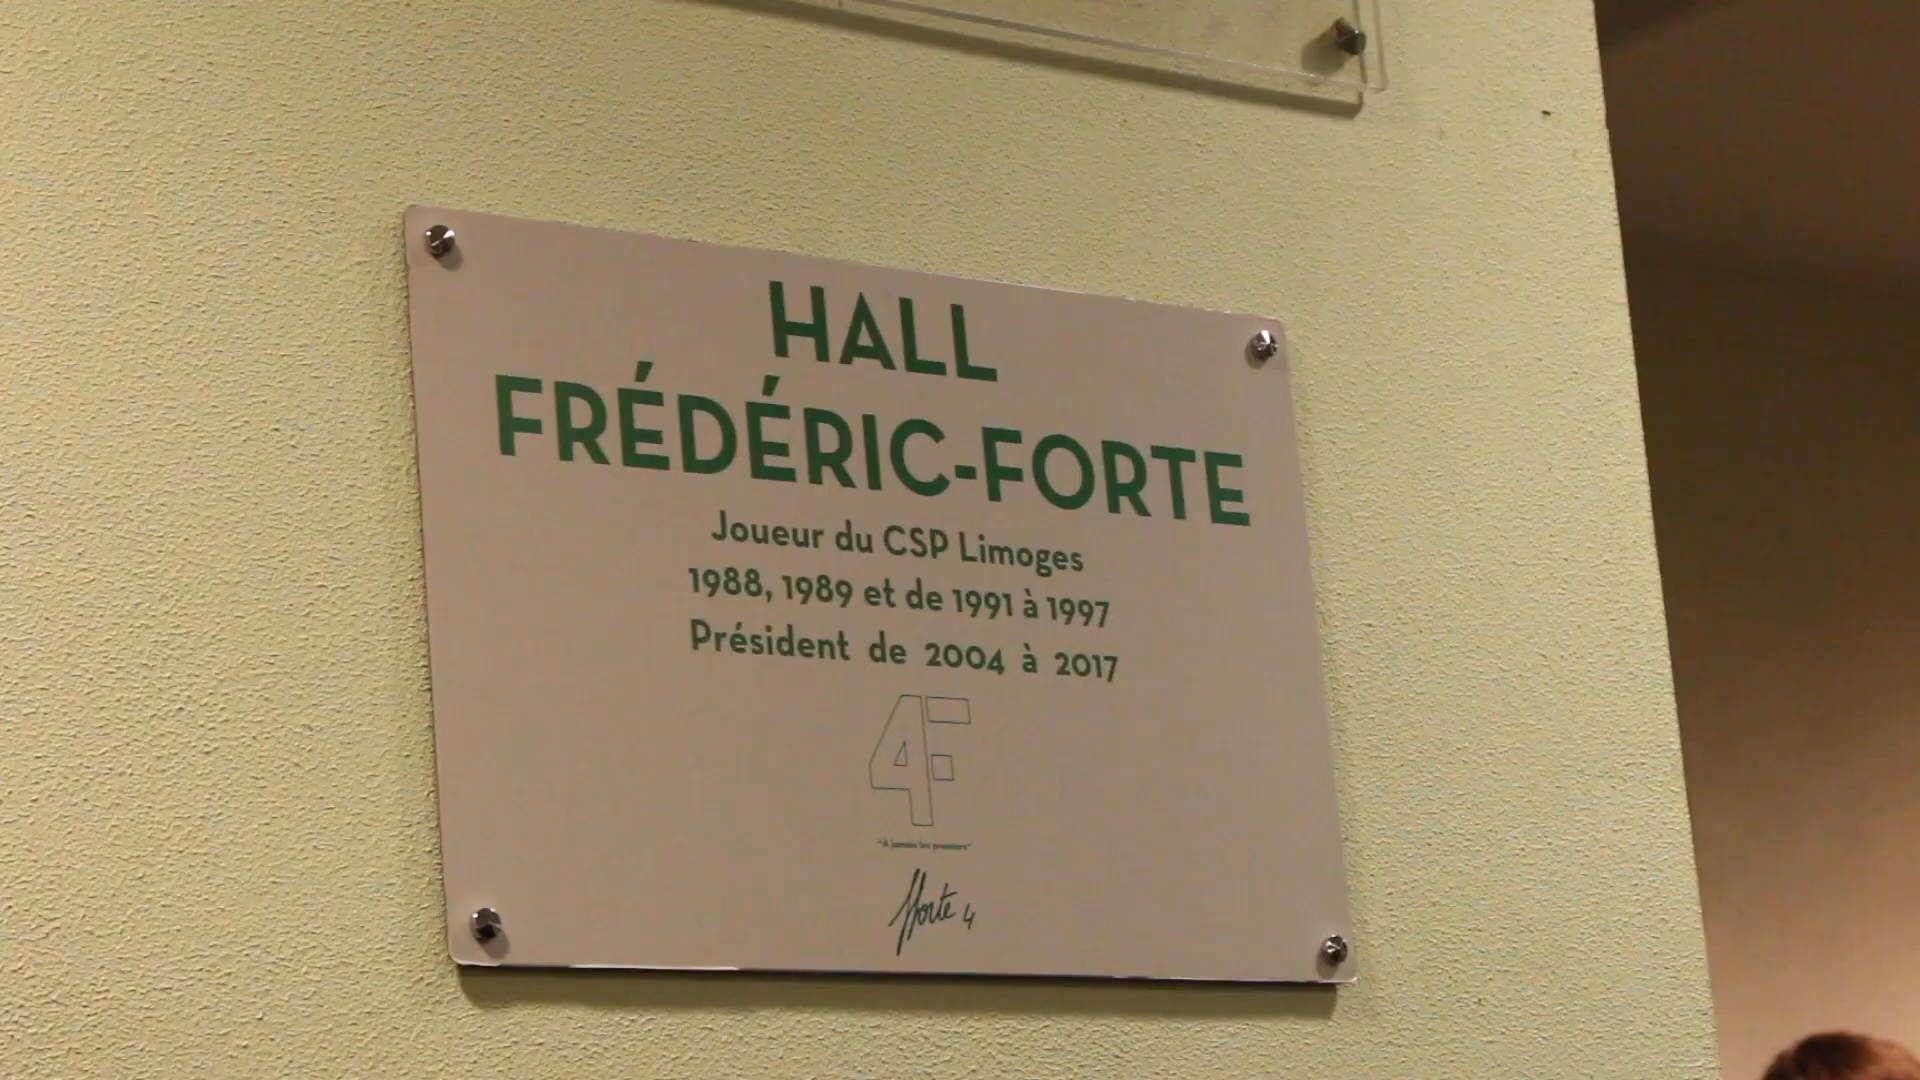 HALL
FRÉDÉRIC-FORTE
Joueur du CSP Limoges
1988, 1989 et de 1991 à 1997
Président de 2004 à 2017
4F
"À jamais les premiers"
Forte 4